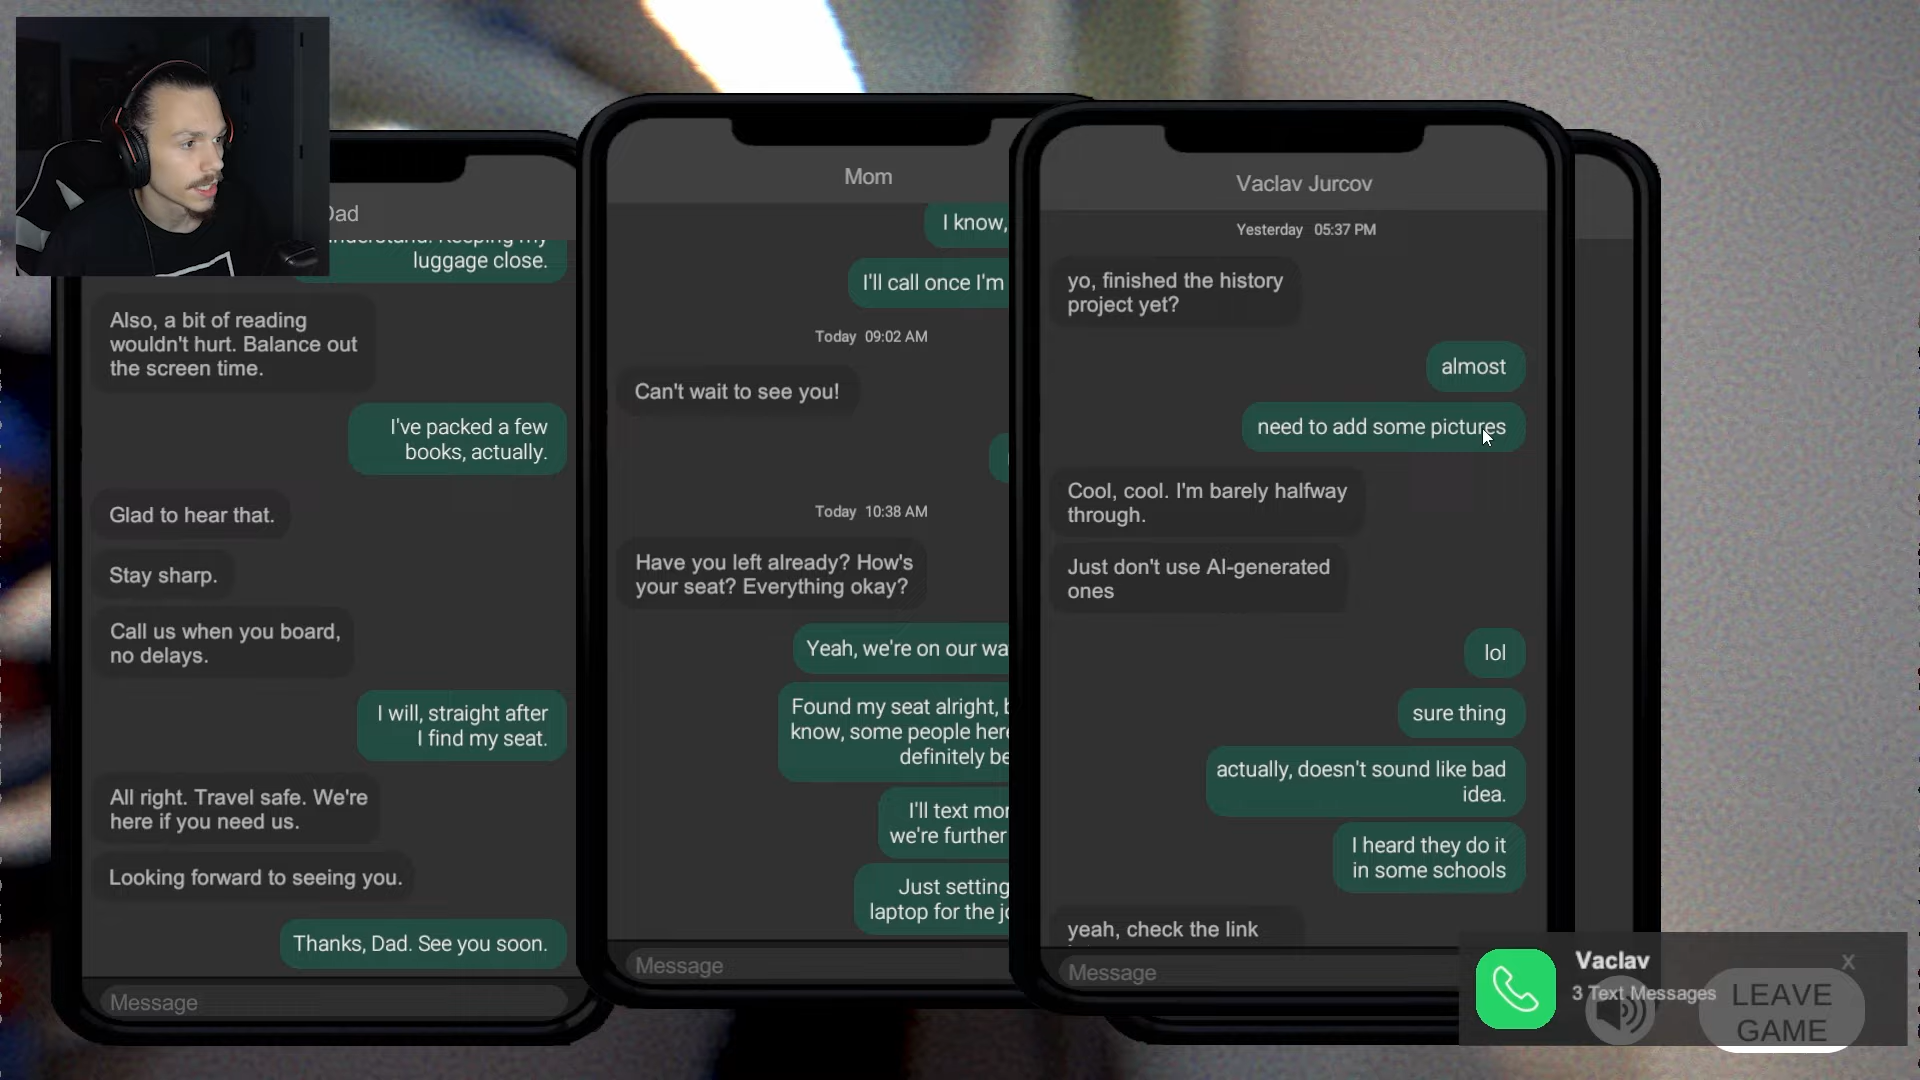 Dad
luggage close.
Also, a bit of reading
wouldn't hurt. Balance out
the screen time.
I've packed a few
books, actually.
Glad to hear that.
Stay sharp.
Call us when you board,
no delays.
I will, straight after
I find my seat.
All right. Travel safe. We're
here if you need us.
Looking forward to seeing you.
Thanks, Dad. See you soon.
Message
Mom
I know,
I'll call once I'm
Today 09:02 AM
Can't wait to see you!
Today 10:38 AM
Have you left already? How's
your seat? Everything okay?
Yeah, we're on our wa
Found my seat alright, b
know, some people here
definitely be
I'll text mor
we're further
Just setting
laptop for the jo
Message
Vaclav Jurcov
Yesterday 05:37 PM
yo, finished the history
project yet?
almost
need to add some pictures
Cool, cool. I'm barely halfway
through.
Just don't use AI-generated
ones
lol
sure thing
actually, doesn't sound like bad
idea.
I heard they do it
in some schools
yeah, check the link
Message
Vaclav
X
3 Text Messages
LEAVE
GAME